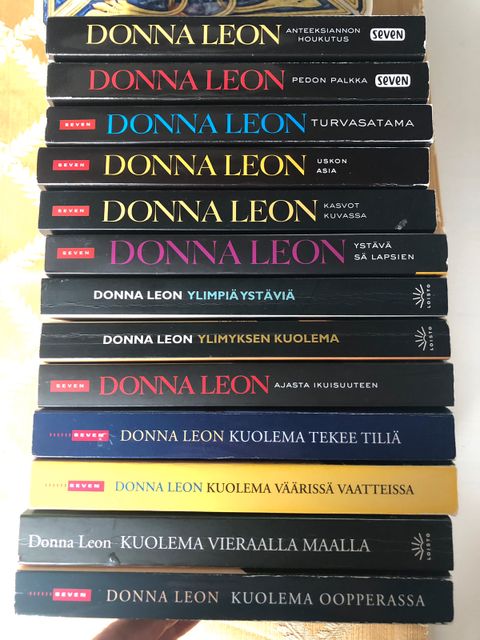 DONNA LEON ANTEEKSIANNON
HOUKUTUS seven
DONNA LEON PEDON PALKKA seven
SEVEN DONNA LEON TURVASATAMA
SEVEN DONNA LEON USKON
ASIA
SEVEN DONNA LEON KASVOT
KUVASSA
SEVEN DONNA LEON YSTÄVÄ
SÄ LAPSIEN
DONNA LEON YLIMPIÄ YSTÄVIÄ LOISTO
DONNA LEON YLIMYKSEN KUOLEMA LOISTO
SEVEN DONNA LEON AJASTA IKUISUUTEEN
SEVEN DONNA LEON KUOLEMA TEKEE TILIÄ
SEVEN DONNA LEON KUOLEMA VÄÄRISSÄ VAATTEISSA
Donna Leon KUOLEMA VIERAALLA MAALLA LOISTO
SEVEN DONNA LEON KUOLEMA OOPPERASSA